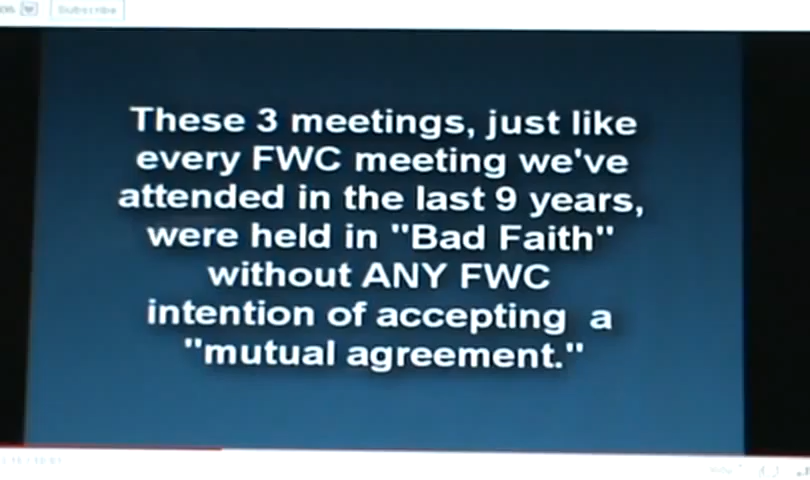 Subscribe
These 3 meetings, just like
every FWC meeting we've
attended in the last 9 years,
were held in "Bad Faith"
without ANY FWC
intention of accepting a
"mutual agreement."